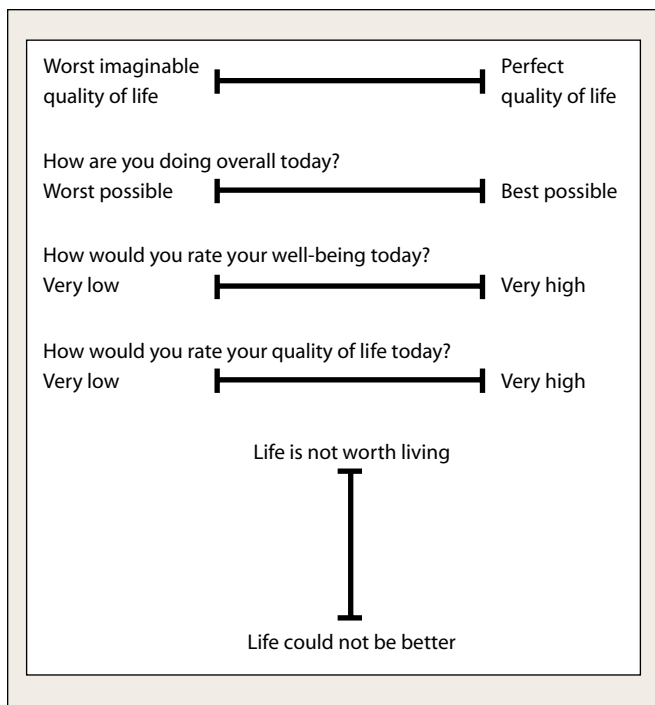 Worst imaginable
quality of life
Perfect
quality of life
How are you doing overall today?
Worst possible
Best possible
How would you rate your well-being today?
Very low
Very high
How would you rate your quality of life today?
Very low
Very high
Life is not worth living
Life could not be better